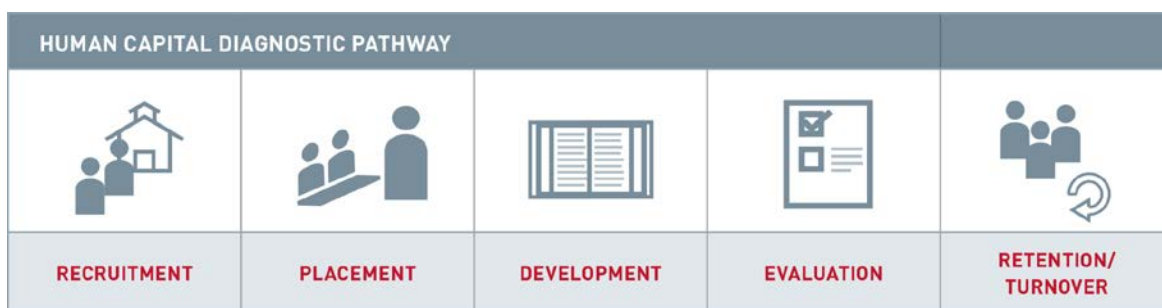 HUMAN CAPITAL DIAGNOSTIC PATHWAY
RECRUITMENT
PLACEMENT
DEVELOPMENT
EVALUATION
RETENTION/
TURNOVER